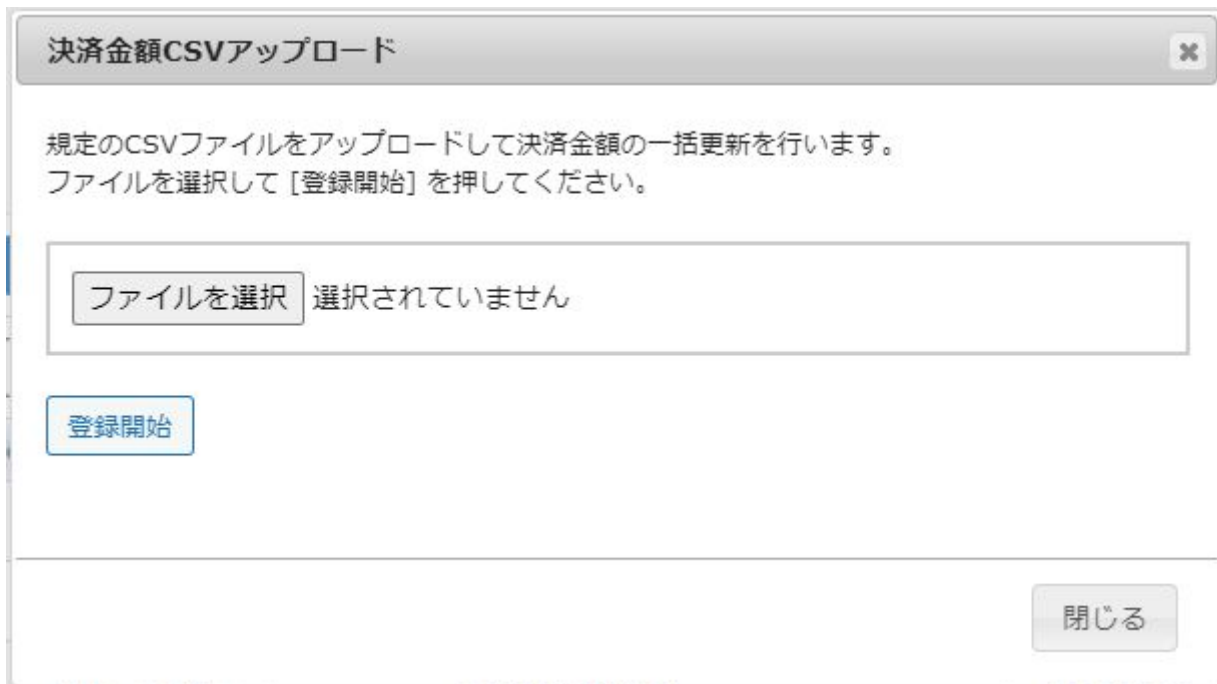 決済金額CSVアップロード
規定のCSVファイルをアップロードして決済金額の一括更新を行います。
ファイルを選択して [登録開始] を押してください。
ファイルを選択 選択されていません
登録開始
閉じる